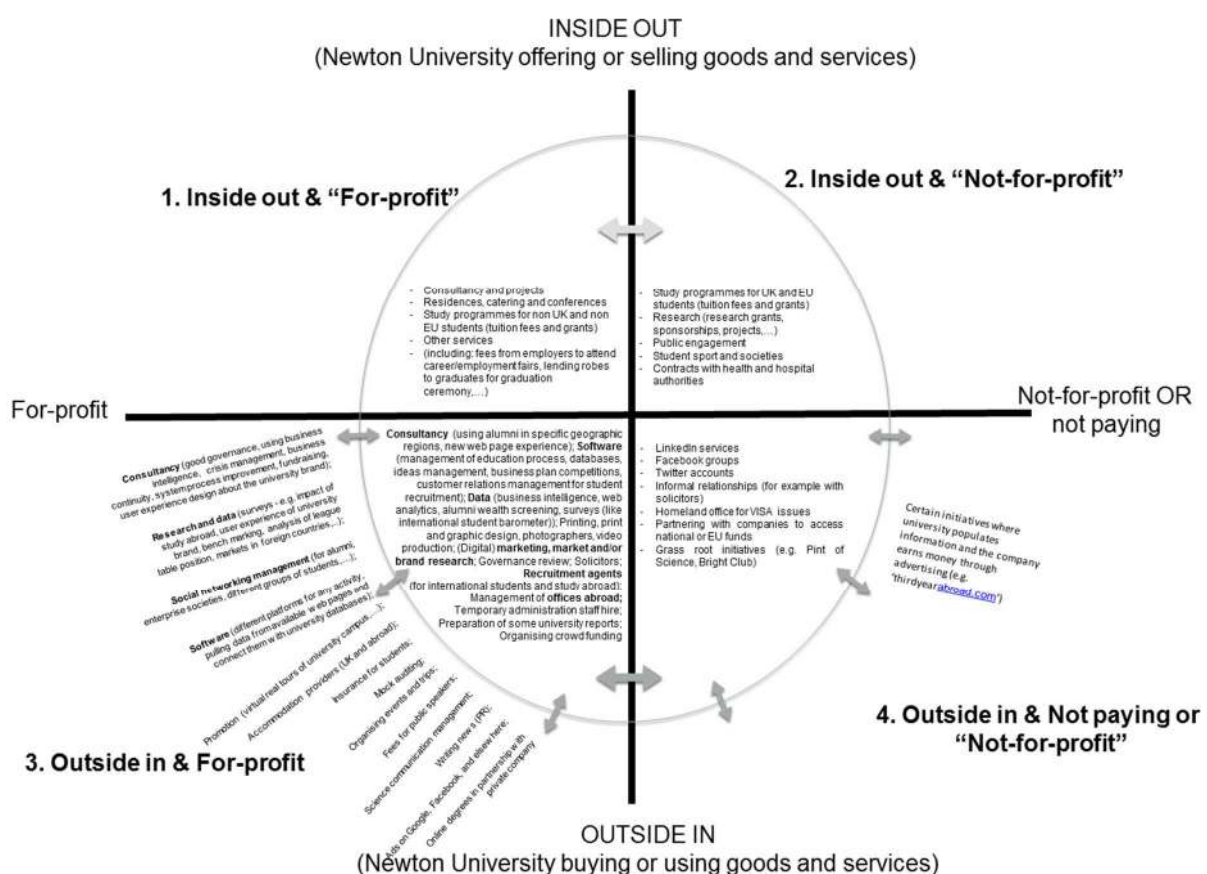 INSIDE OUT
(Newton University offering or selling goods and services)
1. Inside out & “For-profit”
2. Inside out & “Not-for-profit”
- Consultancy and projects
- Residences, catering and conferences
- Study programmes for non UK and non
EU students (tuition fees and grants)
- Other services
- (including: fees from employers to attend
career/employment fairs, lending robes
to graduates for graduation
ceremony,…)
- Study programmes for UK and EU
students (tuition fees and grants)
- Research (research grants,
sponsorships, projects,…)
- Public engagement
- Student sport and societies
- Contracts with health and hospital
authorities
For-profit
Not-for-profit OR
not paying
Consultancy (good governance, using business
intelligence, crisis management, business
continuity, system process improvement, fundraising,
user experience design about the university brand);
Research and data (surveys - e.g. impact of
study abroad, user experience of university
brand, bench marking, analysis of league
table position, markets in foreign countries,..);
Social networking management (for alumni,
enterprise societies, different groups of students,…);
Software (different platforms for any activity,
pulling data from available web pages and
connect them with university databases);
Promotion (virtual real tours of university campus,…);
Accommodation providers (UK and abroad);
Insurance for students;
Mock auditing;
Organising events and trips;
Fees for public speakers;
Science communication management;
Writing news (PR);
Ads on Google, Facebook, and elsewhere;
Online degrees in partnership with
private company
Consultancy (using alumni in specific geographic
regions, new web page experience); Software
(management of education process, databases,
ideas management, business plan competitions,
customer relations management for student
recruitment); Data (business intelligence, web
analytics, alumni wealth screening, surveys (like
international student barometer)); Printing, print
and graphic design, photographers, video
production; (Digital) marketing, market and/or
brand research; Governance review; Solicitors;
Recruitment agents
(for international students and study abroad);
Management of offices abroad;
Temporary administration staff hire;
Preparation of some university reports;
Organising crowd funding
- LinkedIn services
- Facebook groups
- Twitter accounts
- Informal relationships (for example with
solicitors)
- Homeland office for VISA issues
- Partnering with companies to access
national or EU funds
- Grass root initiatives (e.g. Pint of
Science, Bright Club)
Certain initiatives where
university populates
information and the company
earns money through
advertising (e.g.
'thirdyearabroad.com')
3. Outside in & For-profit
4. Outside in & Not paying or
“Not-for-profit”
OUTSIDE IN
(Newton University buying or using goods and services)